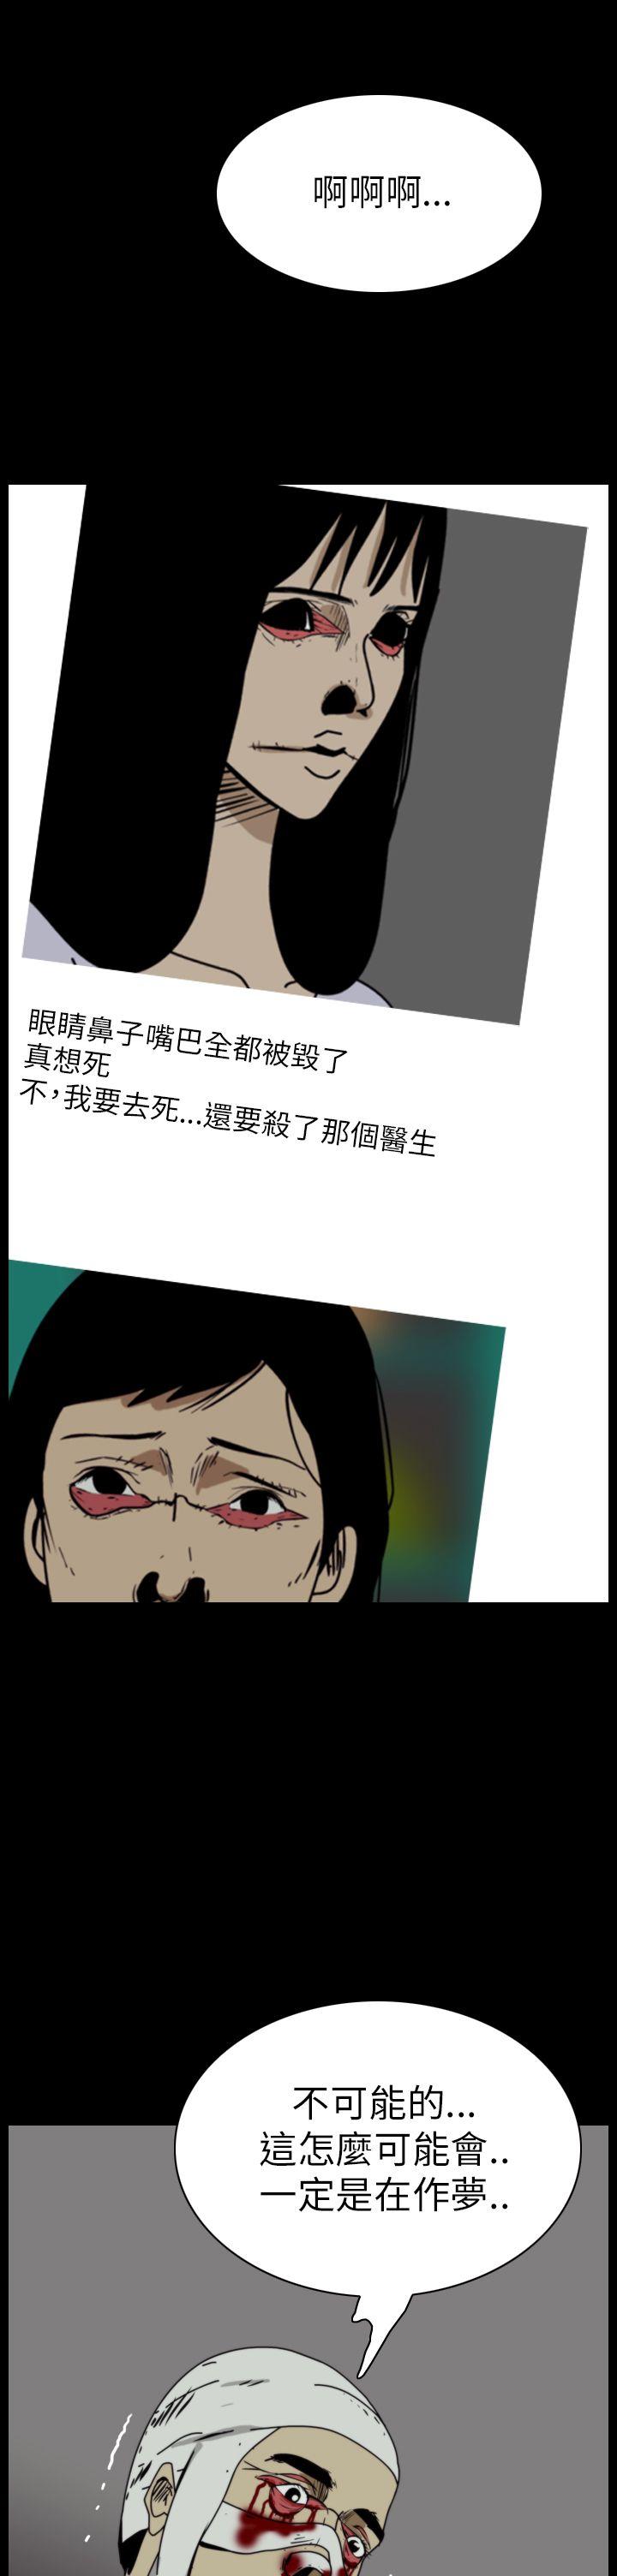 啊啊啊...
眼睛鼻子嘴巴全都被毀了
真想死
不，我要去死...還要殺了那個醫生
不可能的...
這怎麼可能會..
一定是在作夢..